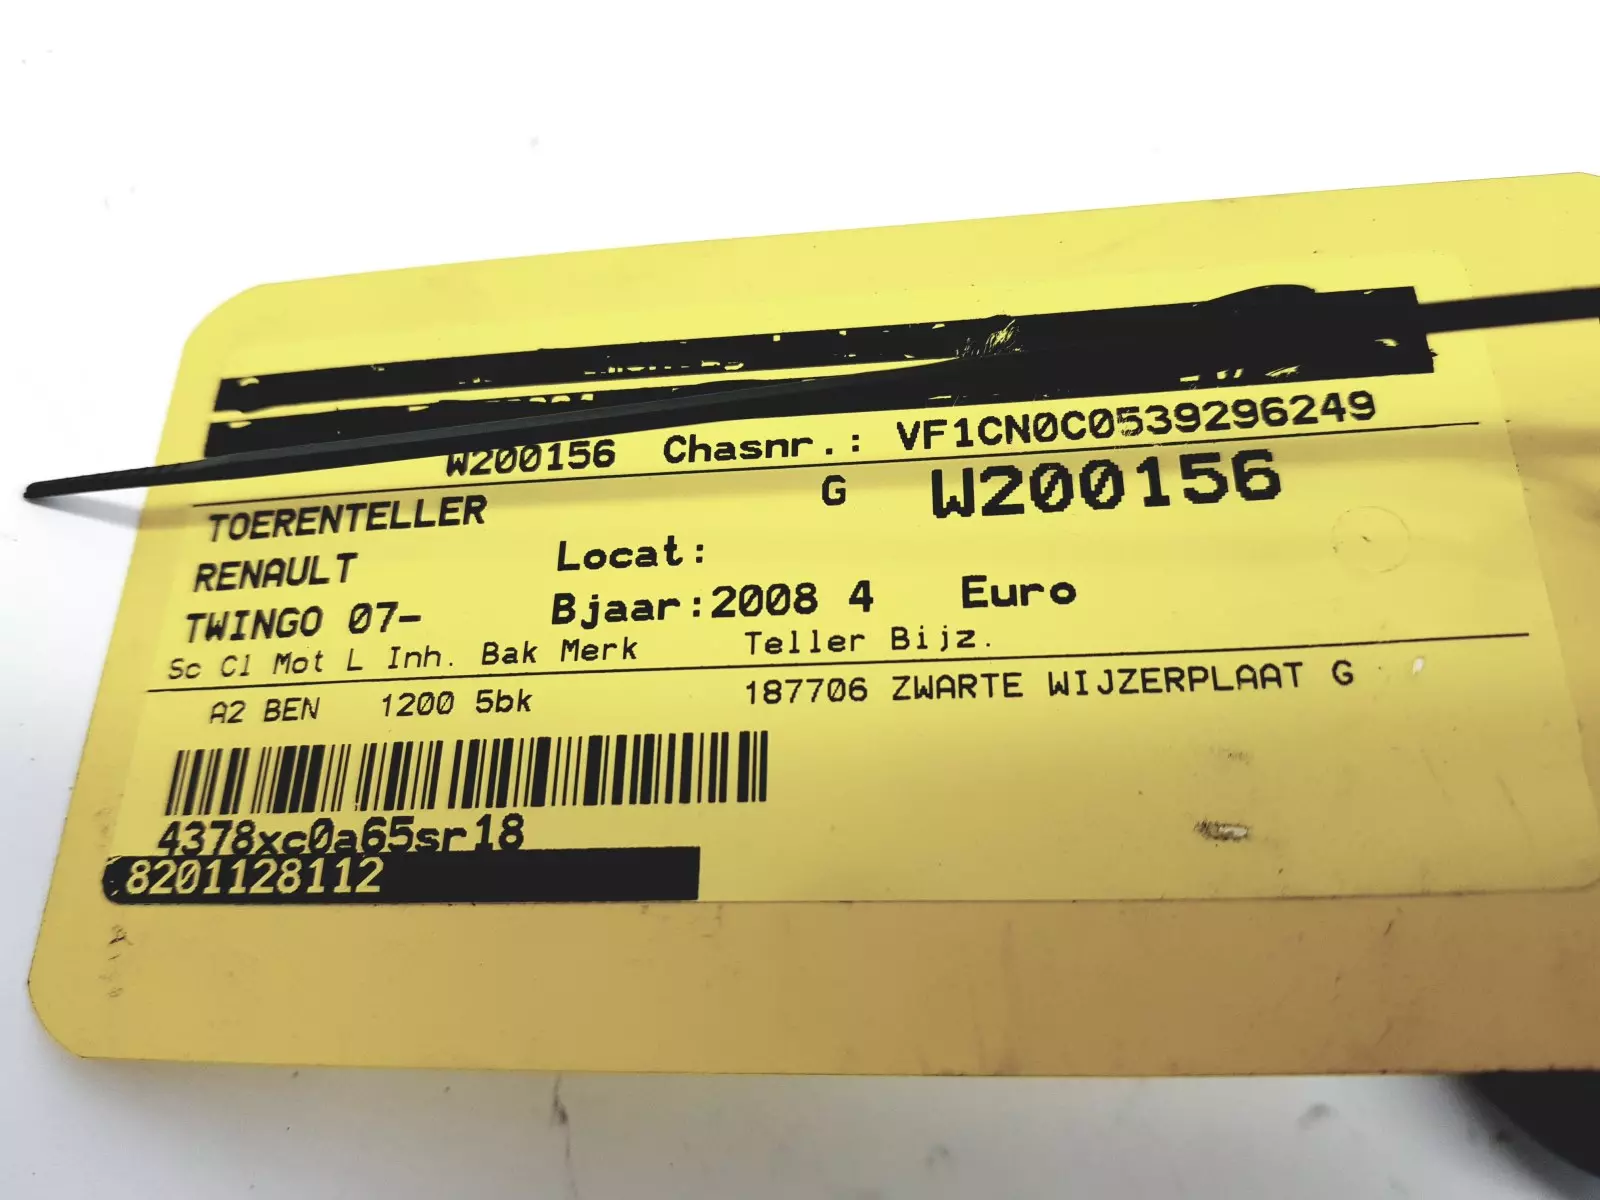 W200156 Chasnr.: VF1CN0C0539296249
TOERENTELLER G W200156
RENAULT Locat:
TWINGO 07- Bjaar:2008 4 Euro
Sc Cl Mot L Inh. Bak Merk Teller Bijz.
A2 BEN 1200 5bk 187706 ZWARTE WIJZERPLAAT G
4378xc0a65sr18
8201128112